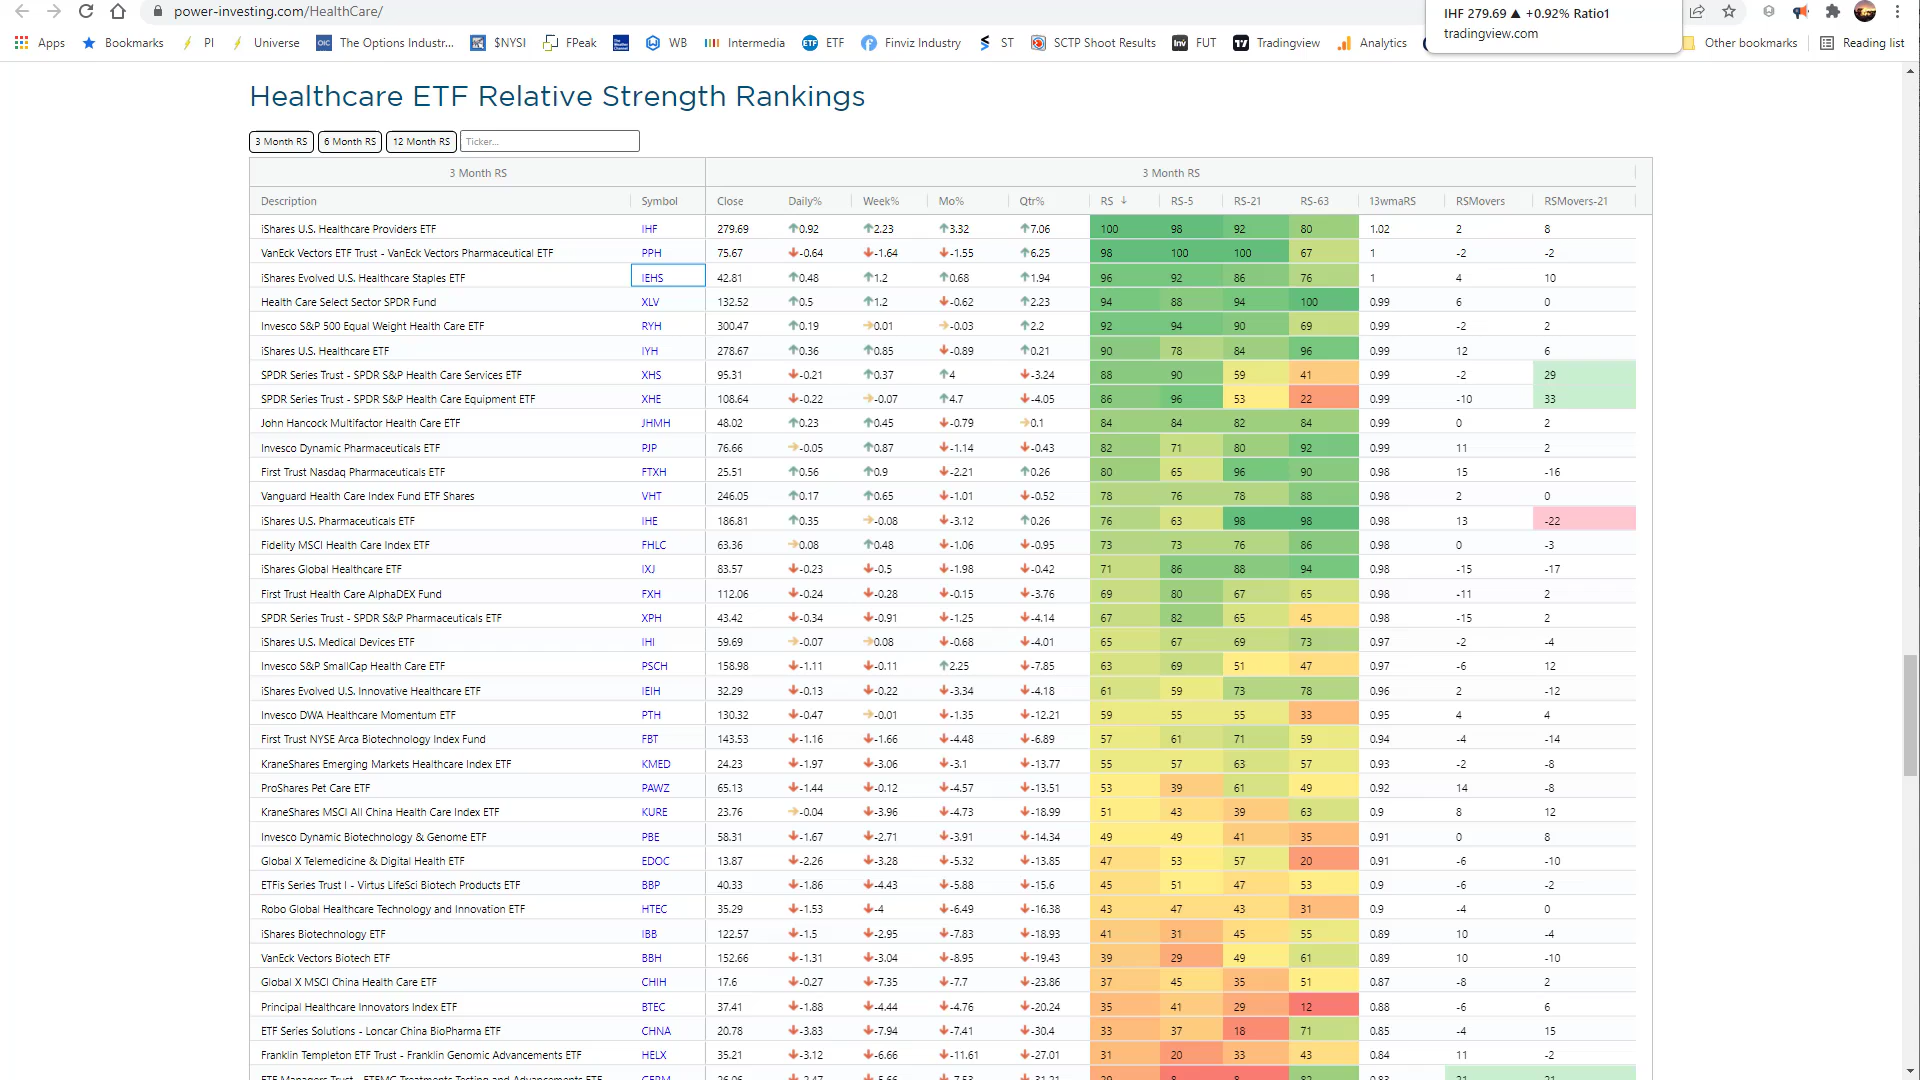 power-investing.com/HealthCare/
IHF 279.69 ▲ +0.92% Ratio1
tradingview.com
Apps Bookmarks PI Universe The Options Industr... $NYSI FPeak WB Intermedia ETF Finviz Industry ST SCTP Shoot Results FUT Tradingview Analytics Other bookmarks Reading list
Healthcare ETF Relative Strength Rankings
3 Month RS 6 Month RS 12 Month RS Ticker...
3 Month RS 3 Month RS
Description Symbol Close Daily% Week% Mo% Qtr% RS ↓ RS-5 RS-21 RS-63 13wmaRS RSMovers RSMovers-21
iShares U.S. Healthcare Providers ETF IHF 279.69 ↑0.92 ↑2.23 ↑3.32 ↑7.06 100 98 92 80 1.02 2 8
VanEck Vectors ETF Trust - VanEck Vectors Pharmaceutical ETF PPH 75.67 ↓-0.64 ↓-1.64 ↓-1.55 ↑6.25 98 100 100 67 1 -2 -2
iShares Evolved U.S. Healthcare Staples ETF IEHS 42.81 ↑0.48 ↑1.2 ↑0.68 ↑1.94 96 92 86 76 1 4 10
Health Care Select Sector SPDR Fund XLV 132.52 ↑0.5 ↑1.2 ↓-0.62 ↑2.23 94 88 94 100 0.99 6 0
Invesco S&P 500 Equal Weight Health Care ETF RYH 300.47 ↑0.19 →0.01 →-0.03 ↑2.2 92 94 90 69 0.99 -2 2
iShares U.S. Healthcare ETF IYH 278.67 ↑0.36 ↑0.85 ↓-0.89 ↑0.21 90 78 84 96 0.99 12 6
SPDR Series Trust - SPDR S&P Health Care Services ETF XHS 95.31 ↓-0.21 ↑0.37 ↑4 ↓-3.24 88 90 59 41 0.99 -2 29
SPDR Series Trust - SPDR S&P Health Care Equipment ETF XHE 108.64 ↓-0.22 →-0.07 ↑4.7 ↓-4.05 86 96 53 22 0.99 -10 33
John Hancock Multifactor Health Care ETF JHMH 48.02 ↑0.23 ↑0.45 ↓-0.79 →0.1 84 84 82 84 0.99 0 2
Invesco Dynamic Pharmaceuticals ETF PJP 76.66 →-0.05 ↑0.87 ↓-1.14 ↓-0.43 82 71 80 92 0.99 11 2
First Trust Nasdaq Pharmaceuticals ETF FTXH 25.51 ↑0.56 ↑0.9 ↓-2.21 ↑0.26 80 65 96 90 0.98 15 -16
Vanguard Health Care Index Fund ETF Shares VHT 246.05 ↑0.17 ↑0.65 ↓-1.01 ↓-0.52 78 76 78 88 0.98 2 0
iShares U.S. Pharmaceuticals ETF IHE 186.81 ↑0.35 →-0.08 ↓-3.12 ↑0.26 76 63 98 98 0.98 13 -22
Fidelity MSCI Health Care Index ETF FHLC 63.36 →0.08 ↑0.48 ↓-1.06 ↓-0.95 73 73 76 86 0.98 0 -3
iShares Global Healthcare ETF IXJ 83.57 ↓-0.23 ↓-0.5 ↓-1.98 ↓-0.42 71 86 88 94 0.98 -15 -17
First Trust Health Care AlphaDEX Fund FXH 112.06 ↓-0.24 ↓-0.28 ↓-0.15 ↓-3.76 69 80 67 65 0.98 -11 2
SPDR Series Trust - SPDR S&P Pharmaceuticals ETF XPH 43.42 ↓-0.34 ↓-0.91 ↓-1.25 ↓-4.14 67 82 65 45 0.98 -15 2
iShares U.S. Medical Devices ETF IHI 59.69 →-0.07 →0.08 ↓-0.68 ↓-4.01 65 67 69 73 0.97 -2 -4
Invesco S&P SmallCap Health Care ETF PSCH 158.98 ↓-1.11 ↓-0.11 ↑2.25 ↓-7.85 63 69 51 47 0.97 -6 12
iShares Evolved U.S. Innovative Healthcare ETF IEIH 32.29 ↓-0.13 ↓-0.22 ↓-3.34 ↓-4.18 61 59 73 78 0.96 2 -12
Invesco DWA Healthcare Momentum ETF PTH 130.32 ↓-0.47 →-0.01 ↓-1.35 ↓-12.21 59 55 55 33 0.95 4 4
First Trust NYSE Arca Biotechnology Index Fund FBT 143.53 ↓-1.16 ↓-1.66 ↓-4.48 ↓-6.89 57 61 71 59 0.94 -4 -14
KraneShares Emerging Markets Healthcare Index ETF KMED 24.23 ↓-1.97 ↓-3.06 ↓-3.1 ↓-13.77 55 57 63 57 0.93 -2 -8
ProShares Pet Care ETF PAWZ 65.13 ↓-1.44 ↓-0.12 ↓-4.57 ↓-13.51 53 39 61 49 0.92 14 -8
KraneShares MSCI All China Health Care Index ETF KURE 23.76 →-0.04 ↓-3.96 ↓-4.73 ↓-18.99 51 43 39 63 0.9 8 12
Invesco Dynamic Biotechnology & Genome ETF PBE 58.31 ↓-1.67 ↓-2.71 ↓-3.91 ↓-14.34 49 49 41 35 0.91 0 8
Global X Telemedicine & Digital Health ETF EDOC 13.87 ↓-2.26 ↓-3.28 ↓-5.32 ↓-13.85 47 53 57 20 0.91 -6 -10
ETFis Series Trust I - Virtus LifeSci Biotech Products ETF BBP 40.33 ↓-1.86 ↓-4.43 ↓-5.88 ↓-15.6 45 51 47 53 0.9 -6 -2
Robo Global Healthcare Technology and Innovation ETF HTEC 35.29 ↓-1.53 ↓-4 ↓-6.49 ↓-16.38 43 47 43 31 0.9 -4 0
iShares Biotechnology ETF IBB 122.57 ↓-1.5 ↓-2.95 ↓-7.83 ↓-18.93 41 31 45 55 0.89 10 -4
VanEck Vectors Biotech ETF BBH 152.66 ↓-1.31 ↓-3.04 ↓-8.95 ↓-19.43 39 29 49 61 0.89 10 -10
Global X MSCI China Health Care ETF CHIH 17.6 ↓-0.27 ↓-7.35 ↓-7.7 ↓-23.86 37 45 35 51 0.87 -8 2
Principal Healthcare Innovators Index ETF BTEC 37.41 ↓-1.88 ↓-4.44 ↓-4.76 ↓-20.24 35 41 29 12 0.88 -6 6
ETF Series Solutions - Loncar China BioPharma ETF CHNA 20.78 ↓-3.83 ↓-7.94 ↓-7.41 ↓-30.4 33 37 18 71 0.85 -4 15
Franklin Templeton ETF Trust - Franklin Genomic Advancements ETF HELX 35.21 ↓-3.12 ↓-6.66 ↓-11.61 ↓-27.01 31 20 33 43 0.84 11 -2